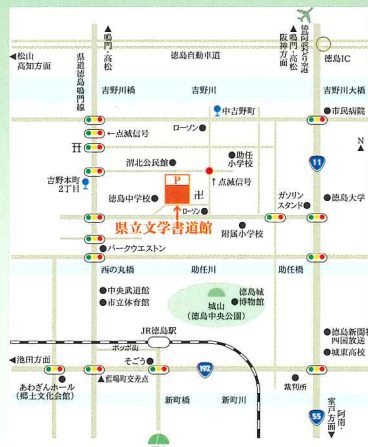 ▲鳴門・高松
阪神方面
▲鳴門・高松
徳島阿波おどり空港
◀松山
高知方面
県道徳島鳴門線
徳島自動車道
徳島IC
吉野川橋
吉野川
吉野川大橋
中吉野町
市民病院
ローソン
←点滅信号
N
渭北公民館
助任
小学校
11
吉野本町
2丁目
P
↑点滅信号
徳島中学校
卍
ガソリン
スタンド
徳島大学
ローソン
県立文学書道館
附属小学校
パークウエストン
西の丸橋
助任川
助任橋
中央武道館
市立体育館
徳島城
博物館
城山
(徳島中央公園)
JR徳島駅
徳島新聞社
四国放送
城東高校
ポッポ街
◀池田方面
そごう
192
あわぎんホール
(郷土文化会館)
▲藍場町交差点
裁判所
新町橋
新町川
55
阿南・
室戸方面▼